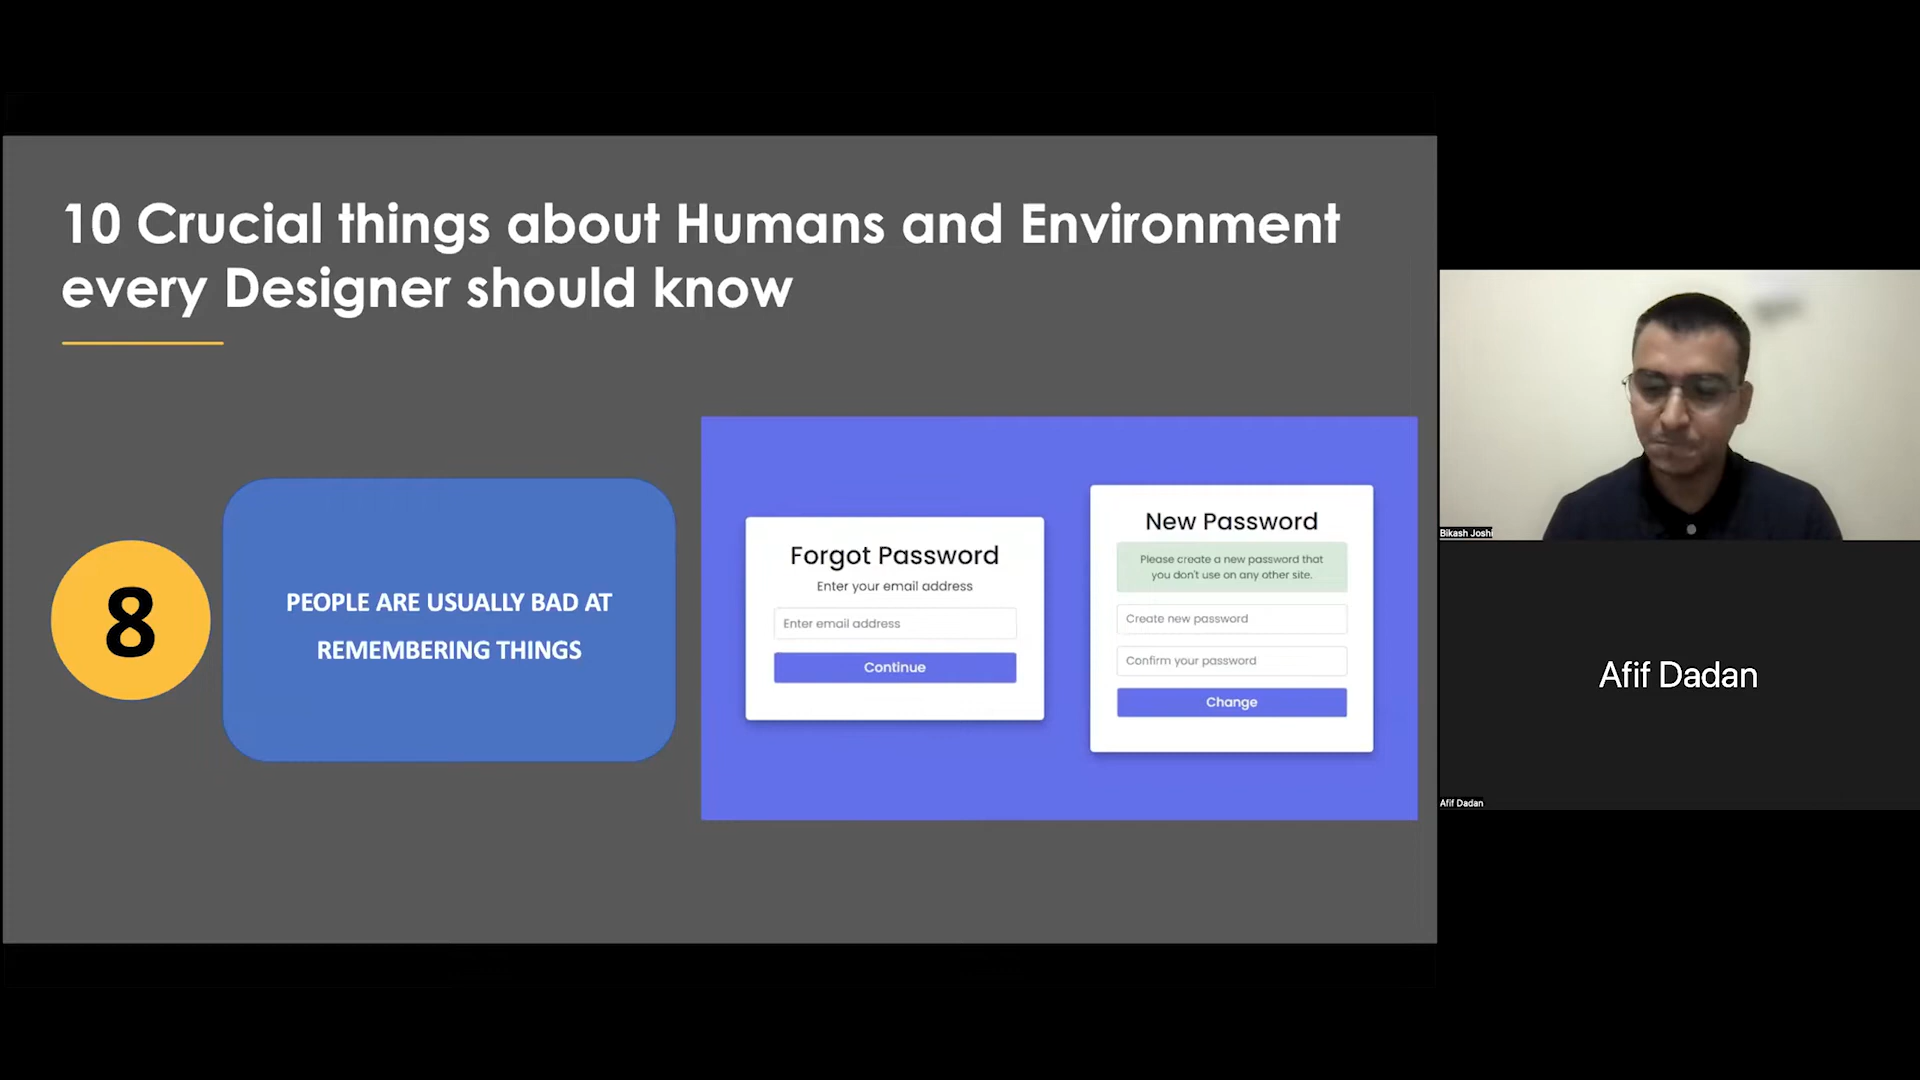 10 Crucial things about Humans and Environment
every Designer should know
8
PEOPLE ARE USUALLY BAD AT
REMEMBERING THINGS
Forgot Password
Enter your email address
Enter email address
Continue
New Password
Please create a new password that
you don't use on any other site.
Create new password
Confirm your password
Change
Bikash Joshi
Afif Dadan
Afif Dadan